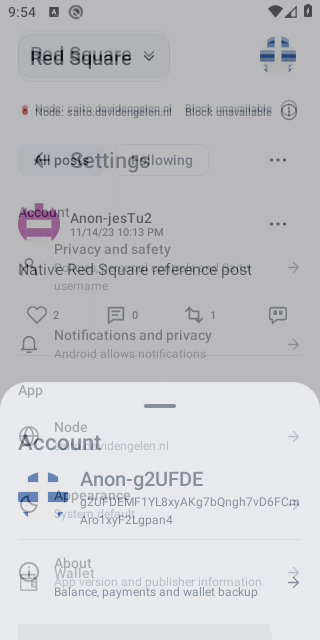 9:54
Red Square
Node: saito.davidengelen.nl Block unavailable
All posts Following
Settings
Account
Anon-jesTu2
11/14/23 10:13 PM
Privacy and safety
Native Red Square reference post
username
2 0 1
Notifications and privacy
Android allows notifications
App
Node
saito.davidengelen.nl
Account
Anon-g2UFDE
Appearance
g2UFDEMF1YL8xyAKg7bQngh7vD6FCm
System default
Aro1xyF2Lgpan4
About
Wallet
App version and publisher information
Balance, payments and wallet backup